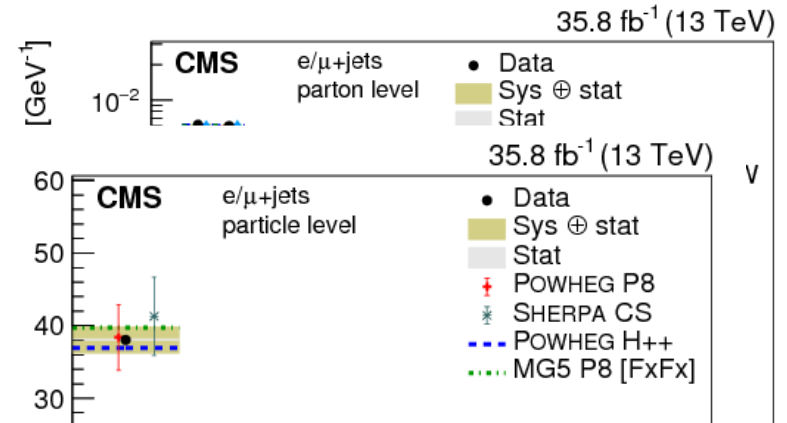 35.8 fb⁻¹ (13 TeV)
[GeV⁻¹]
CMS
e/μ+jets
parton level
Data
Sys ⊕ stat
Stat
10⁻²
35.8 fb⁻¹ (13 TeV)
60
CMS
e/μ+jets
particle level
Data
Sys ⊕ stat
Stat
POWHEG P8
SHERPA CS
POWHEG H++
MG5 P8 [FxFx]
50
40
30